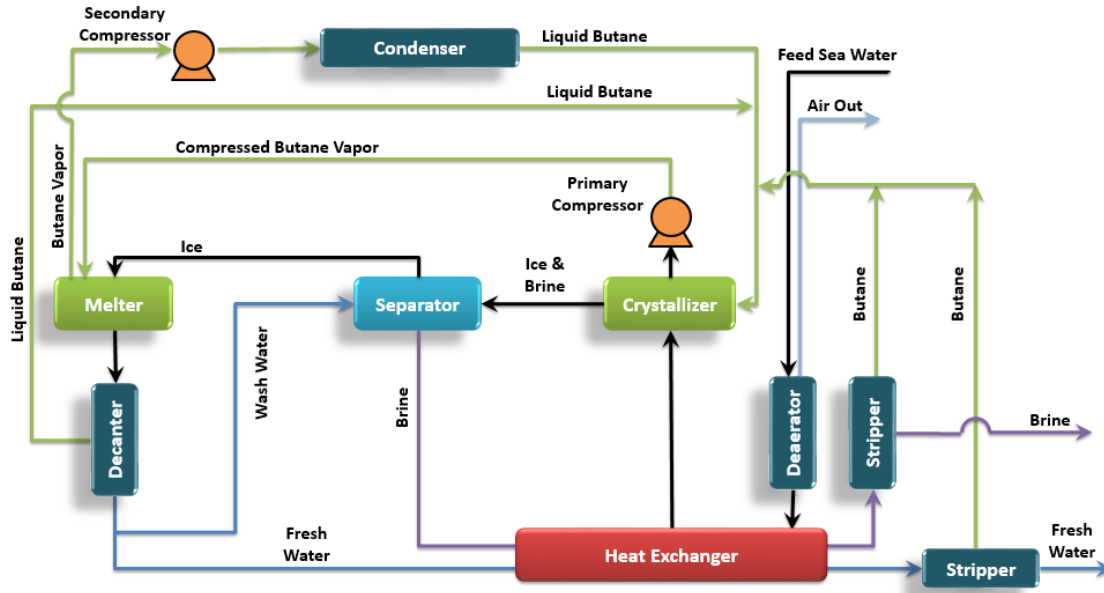 Secondary
Compressor
Condenser
Liquid Butane
Feed Sea Water
Liquid Butane
Air Out
Compressed Butane Vapor
Butane Vapor
Primary
Compressor
Liquid Butane
Ice
Ice &
Brine
Melter
Separator
Crystallizer
Butane
Butane
Wash Water
Brine
Decanter
Deaerator
Stripper
Brine
Fresh
Water
Heat Exchanger
Stripper
Fresh
Water